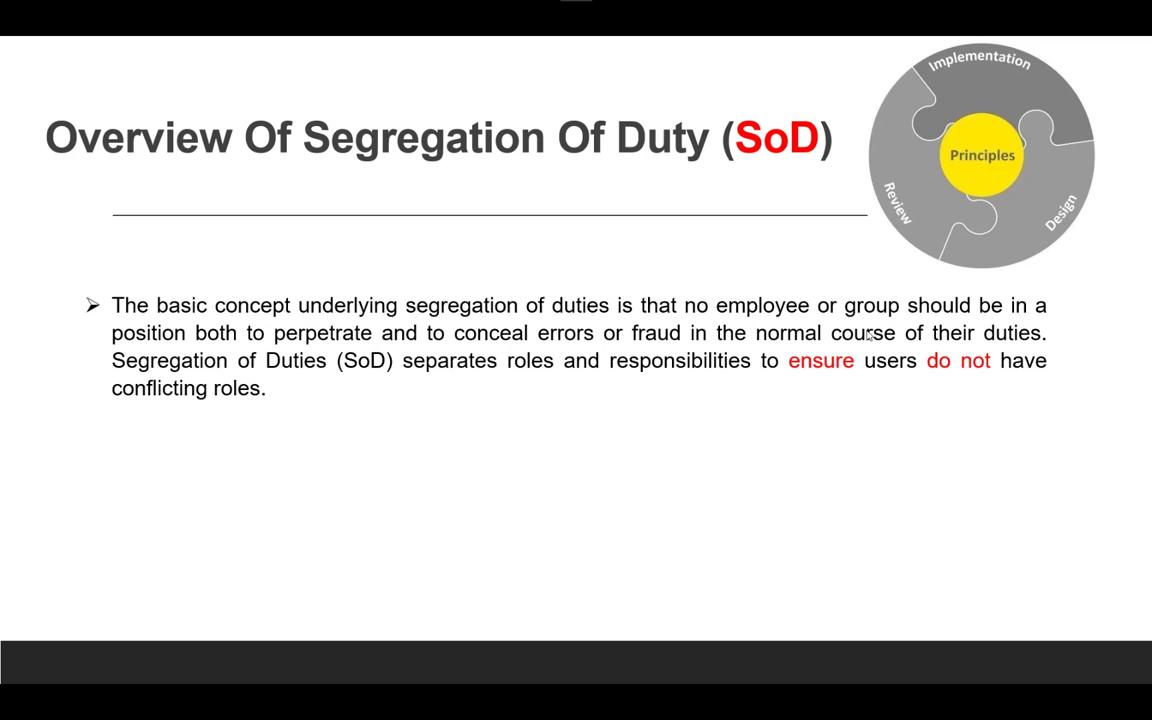 Overview Of Segregation Of Duty (SoD)
Implementation
Principles
Review
Design
➢ The basic concept underlying segregation of duties is that no employee or group should be in a
position both to perpetrate and to conceal errors or fraud in the normal course of their duties.
Segregation of Duties (SoD) separates roles and responsibilities to ensure users do not have
conflicting roles.